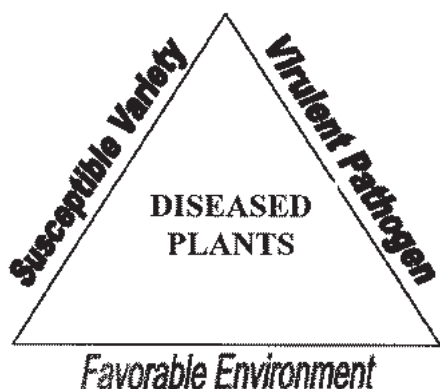 Susceptible Variety
Virulent Pathogen
DISEASED
PLANTS
Favorable Environment